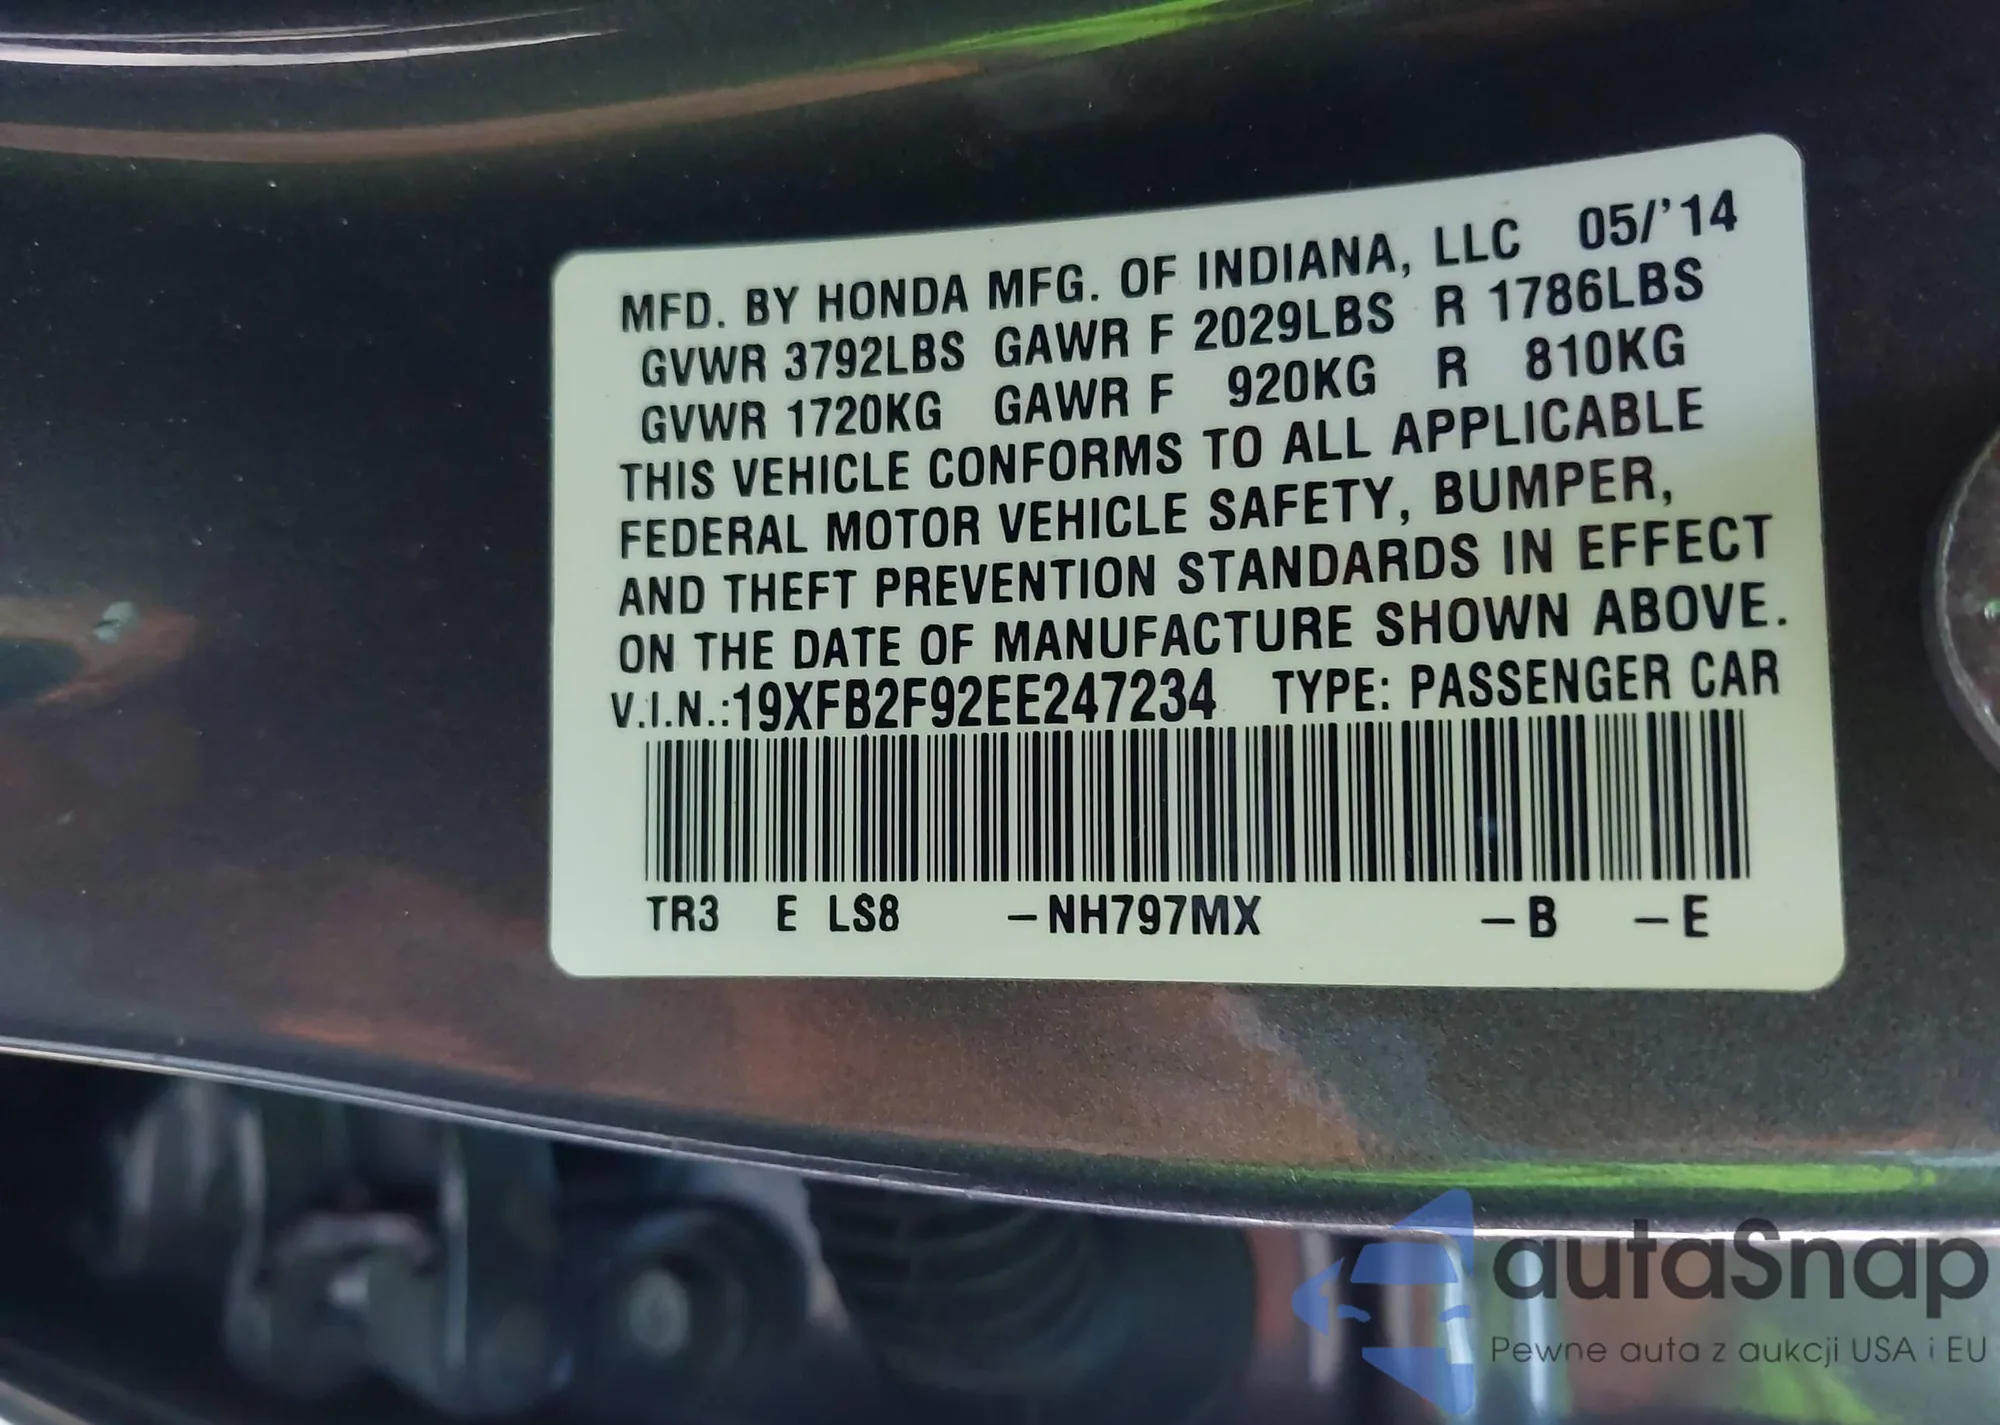 MFD. BY HONDA MFG. OF INDIANA, LLC 05/'14
GVWR 3792LBS GAWR F 2029LBS R 1786LBS
GVWR 1720KG GAWR F 920KG R 810KG
THIS VEHICLE CONFORMS TO ALL APPLICABLE
FEDERAL MOTOR VEHICLE SAFETY, BUMPER,
AND THEFT PREVENTION STANDARDS IN EFFECT
ON THE DATE OF MANUFACTURE SHOWN ABOVE.
V.I.N.:19XFB2F92EE247234 TYPE: PASSENGER CAR
TR3 E LS8 –NH797MX –B –E
autaSnap
Pewne auta z aukcji USA i EU